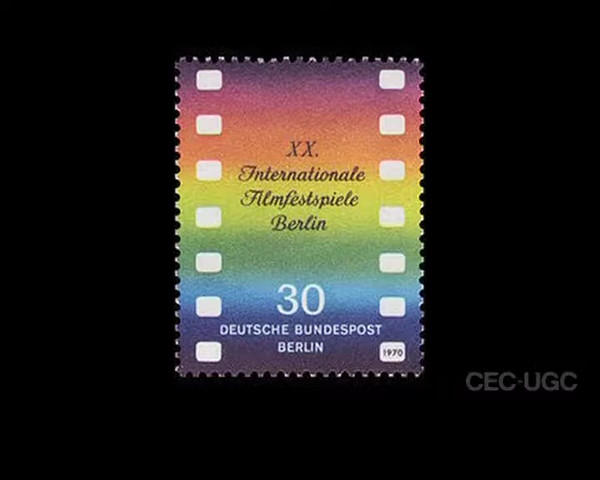 XX.
Internationale
Filmfestspiele
Berlin
30
DEUTSCHE BUNDESPOST
BERLIN
1970
CEC-UGC